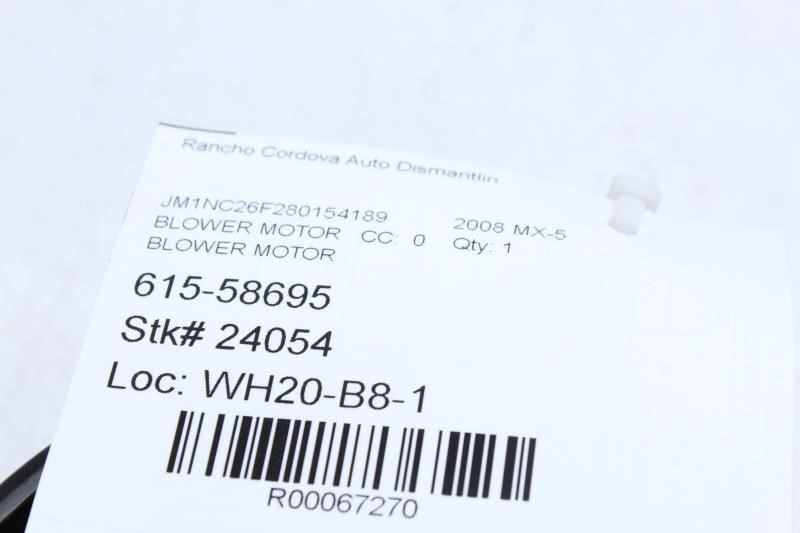 Rancho Cordova Auto Dismantlin
JM1NC26F280154189 2008 MX-5
BLOWER MOTOR CC: 0 Qty: 1
BLOWER MOTOR
615-58695
Stk# 24054
Loc: WH20-B8-1
R00067270